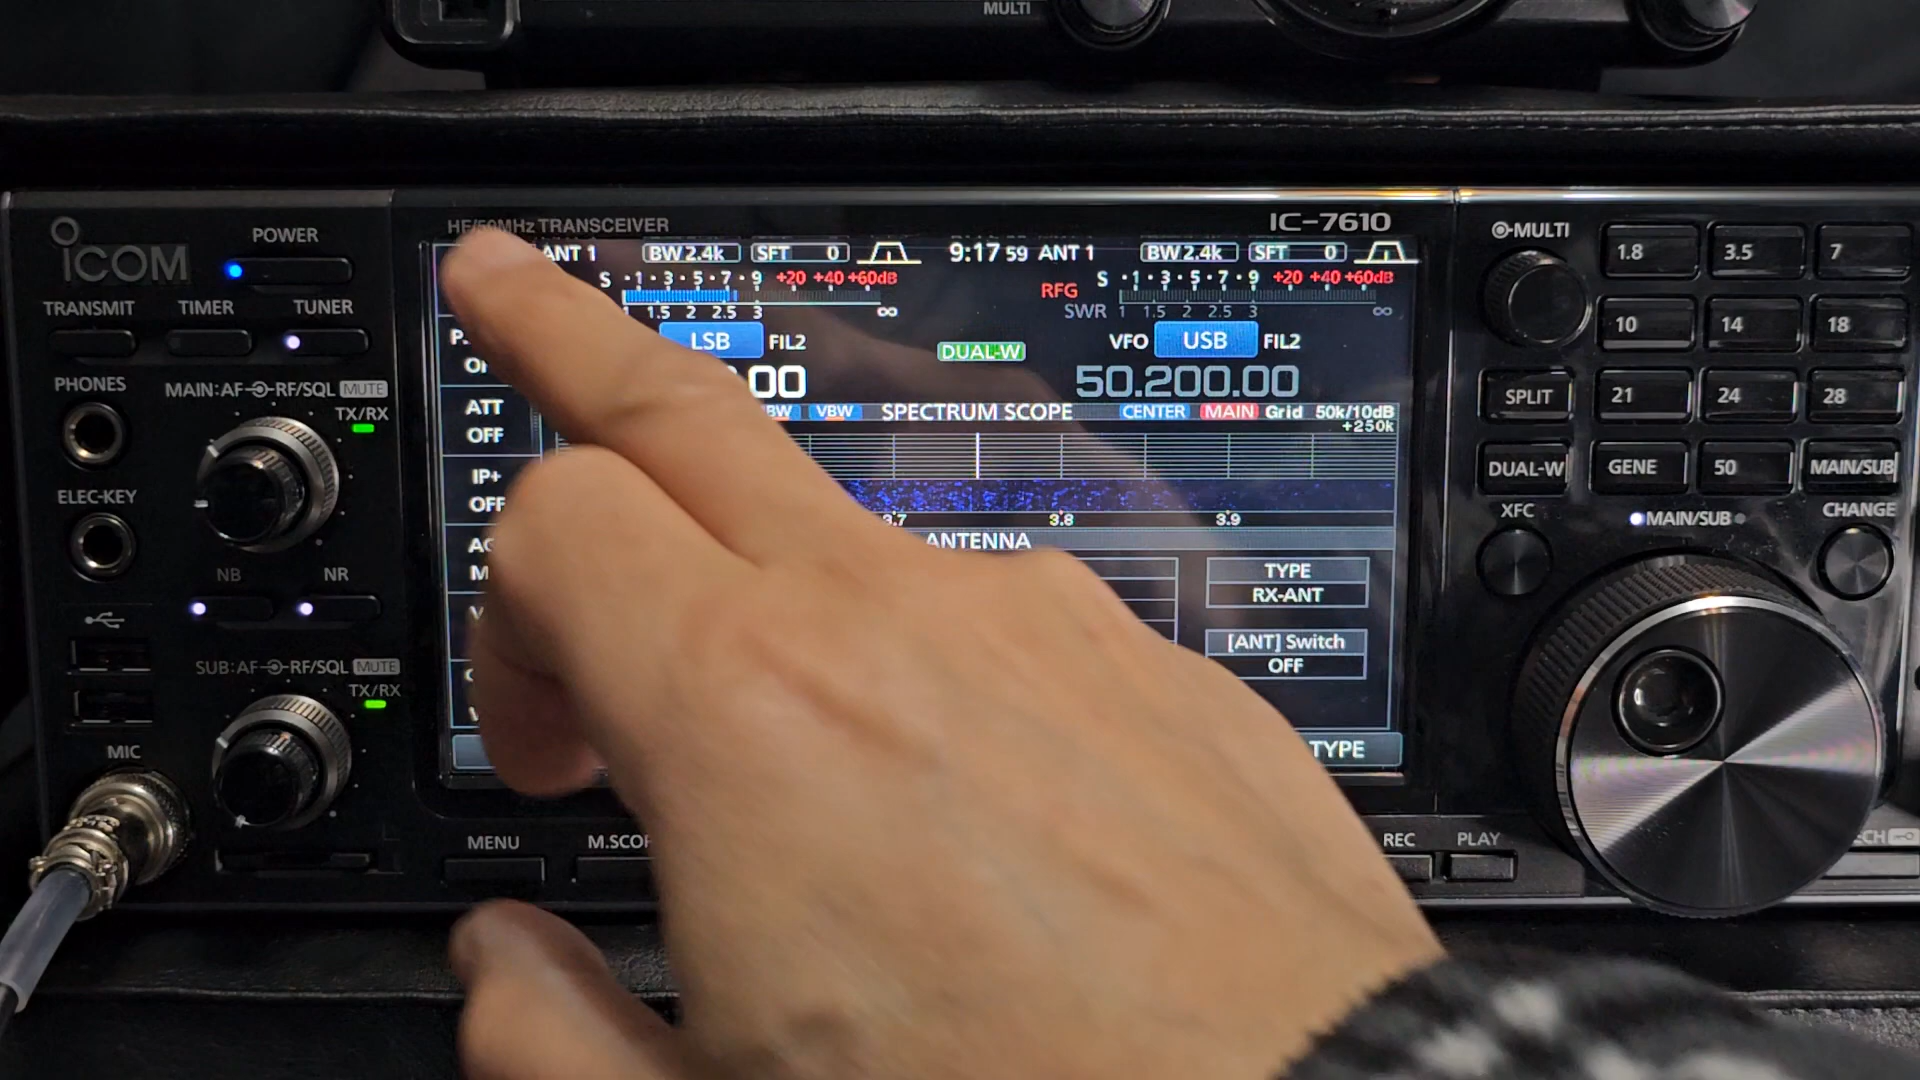 MULTI
iCOM
POWER
TRANSMIT TIMER TUNER
PHONES
MAIN:AF RF/SQL MUTE
TX/RX
ELEC-KEY
NB NR
SUB:AF RF/SQL MUTE
TX/RX
MIC
HF/50MHz TRANSCEIVER IC-7610
ANT 1 BW 2.4k SFT 0 9:17 59 ANT 1 BW 2.4k SFT 0
S 1 3 5 7 9 +20 +40 +60dB
1 1.5 2 2.5 3 ∞
RFG S 1 3 5 7 9 +20 +40 +60dB
SWR 1 1.5 2 2.5 3 ∞
LSB FIL2 DUAL-W VFO USB FIL2
.00 50.200.00
VBW SPECTRUM SCOPE CENTER MAIN Grid 50k/10dB
+250k
ATT
OFF
IP+
OFF
3.7 3.8 3.9
ANTENNA
TYPE
RX-ANT
[ANT] Switch
OFF
TYPE
MENU M.SCOP REC PLAY
MULTI 1.8 3.5 7
10 14 18
SPLIT 21 24 28
DUAL-W GENE 50 MAIN/SUB
XFC MAIN/SUB CHANGE
-CH